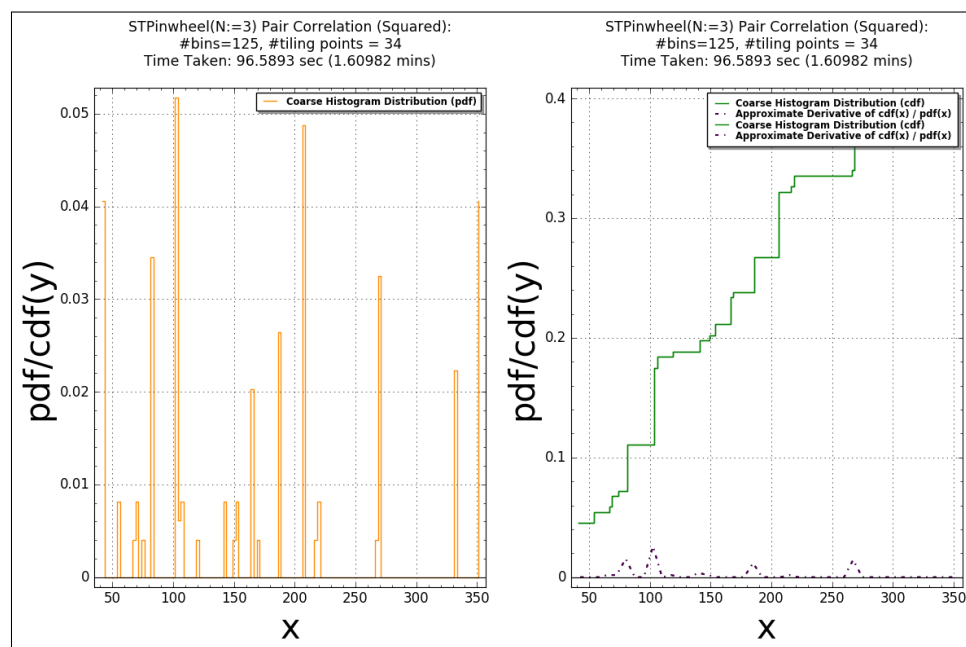 STPinwheel(N:=3) Pair Correlation (Squared):
#bins=125, #tiling points = 34
Time Taken: 96.5893 sec (1.60982 mins)
Coarse Histogram Distribution (pdf)
0.05
0.04
0.03
0.02
0.01
0
pdf/cdf(y)
50 100 150 200 250 300 350
x
STPinwheel(N:=3) Pair Correlation (Squared):
#bins=125, #tiling points = 34
Time Taken: 96.5893 sec (1.60982 mins)
Coarse Histogram Distribution (cdf)
Approximate Derivative of cdf(x) / pdf(x)
Coarse Histogram Distribution (cdf)
Approximate Derivative of cdf(x) / pdf(x)
0.4
0.3
0.2
0.1
0
pdf/cdf(y)
50 100 150 200 250 300 350
x